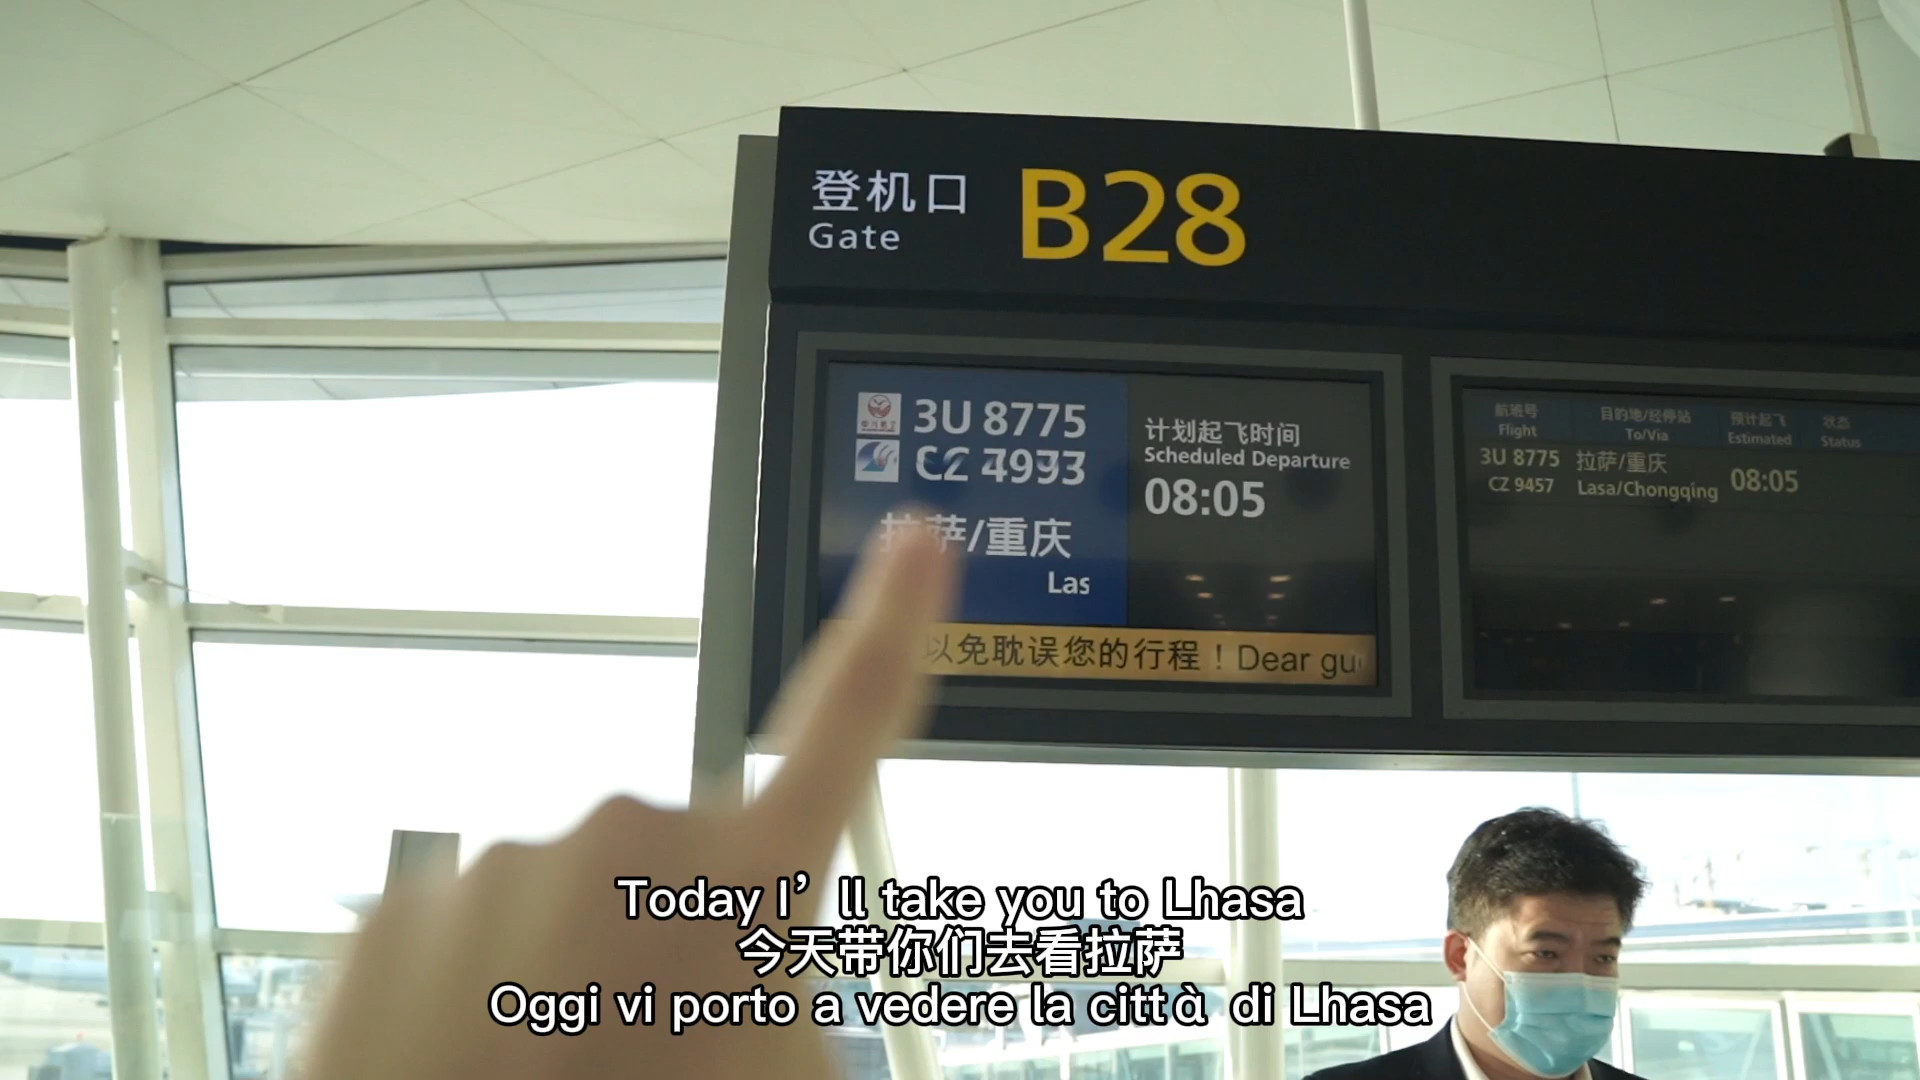 登机口
Gate
B28
3U 8775
CZ
拉萨/重庆
Las
计划起飞时间
Scheduled Departure
08:05
以免耽误您的行程！Dear gu
航班号 目的地/经停站 预计起飞 状态
Flight To/Via Estimated Status
3U 8775 拉萨/重庆 08:05
CZ 9457 Lasa/Chongqing
Today I’ll take you to Lhasa
今天带你们去看拉萨
Oggi vi porto a vedere la città di Lhasa